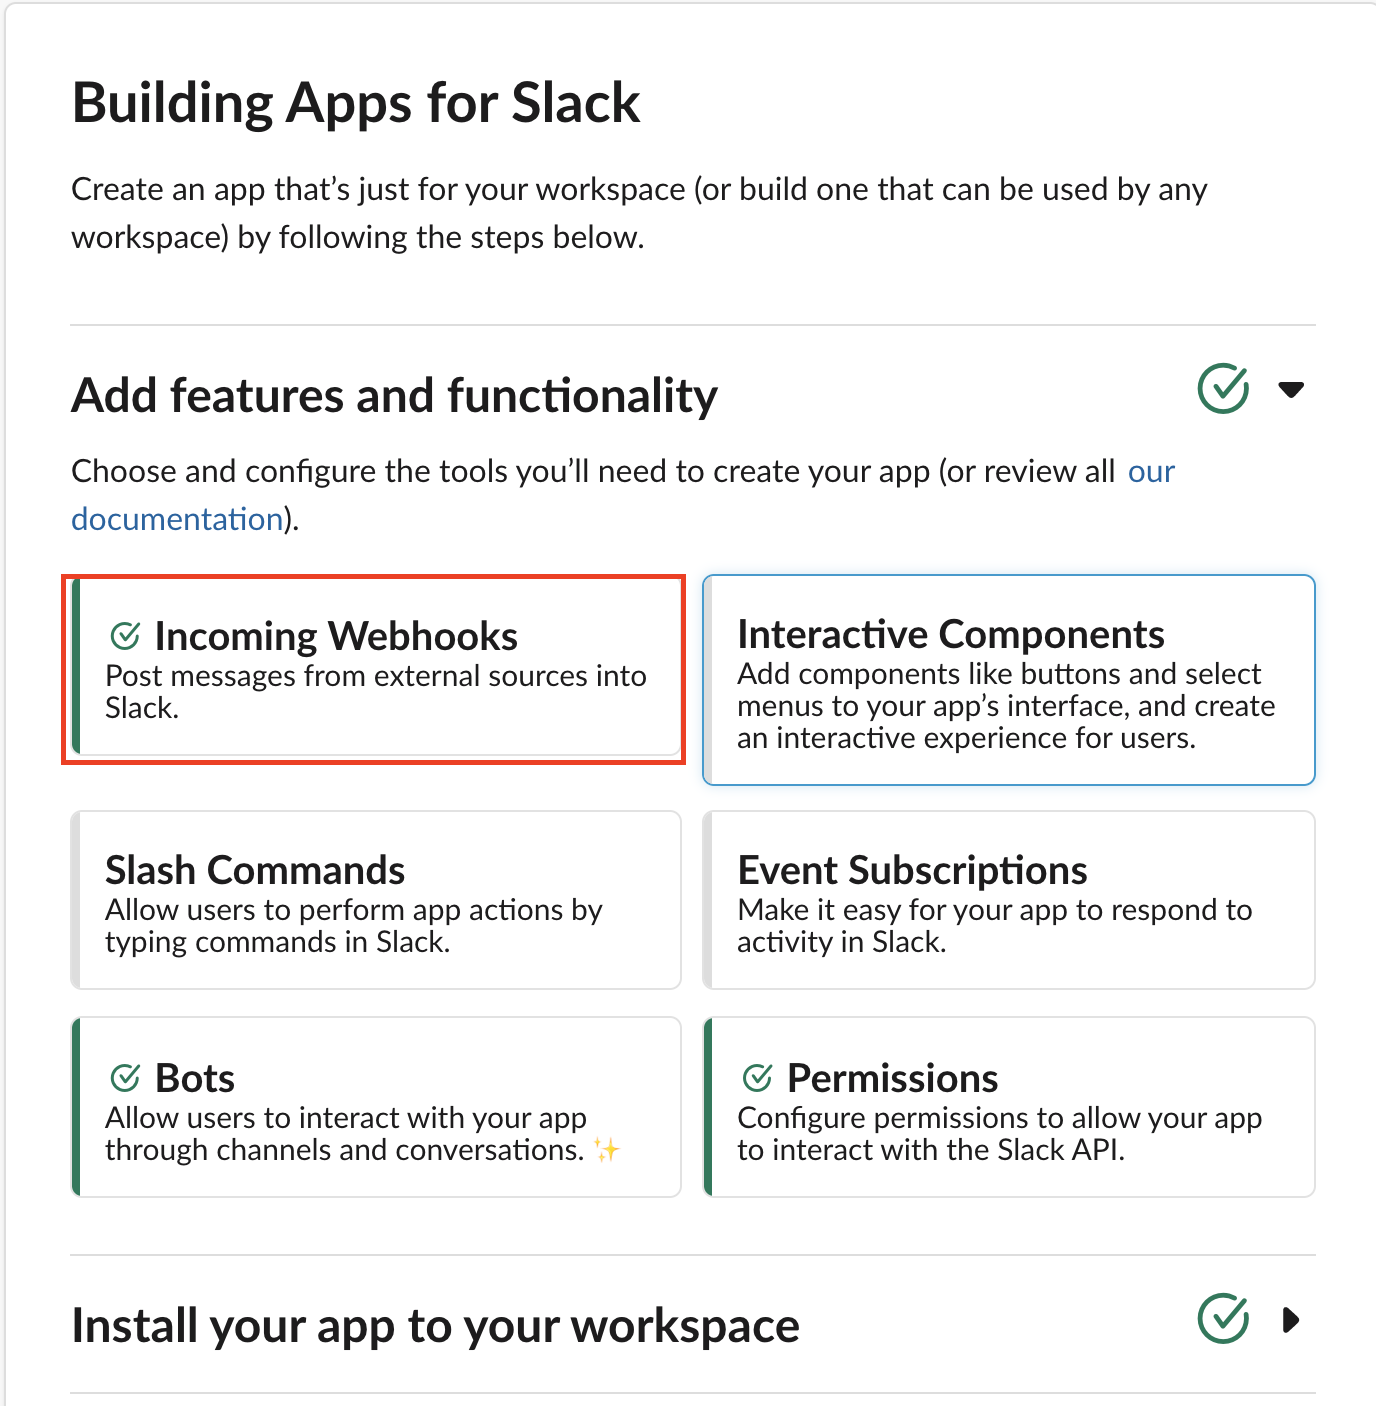 Building Apps for Slack
Create an app that’s just for your workspace (or build one that can be used by any
workspace) by following the steps below.
Add features and functionality
Choose and configure the tools you’ll need to create your app (or review all our
documentation).
Incoming Webhooks
Post messages from external sources into
Slack.
Interactive Components
Add components like buttons and select
menus to your app’s interface, and create
an interactive experience for users.
Slash Commands
Allow users to perform app actions by
typing commands in Slack.
Event Subscriptions
Make it easy for your app to respond to
activity in Slack.
Bots
Allow users to interact with your app
through channels and conversations. ✨
Permissions
Configure permissions to allow your app
to interact with the Slack API.
Install your app to your workspace